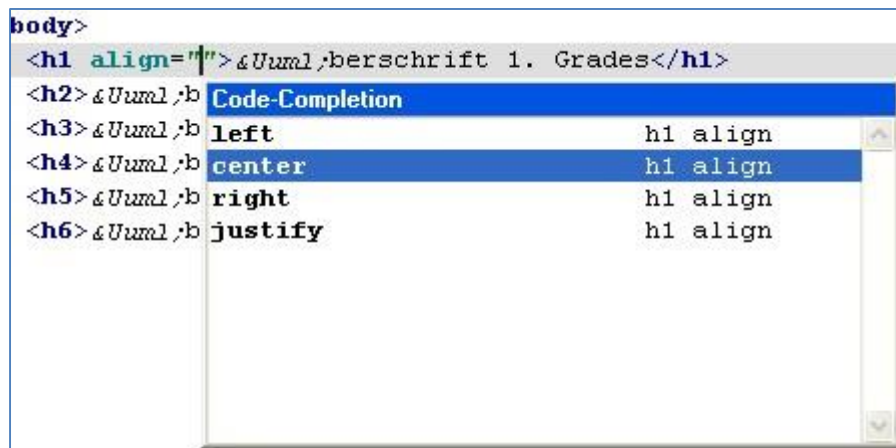 body>
<h1 align="">&Uuml;berschrift 1. Grades</h1>
<h2>&Uuml;b
Code-Completion
<h3>&Uuml;b
left h1 align
<h4>&Uuml;b
center h1 align
<h5>&Uuml;b
right h1 align
<h6>&Uuml;b
justify h1 align